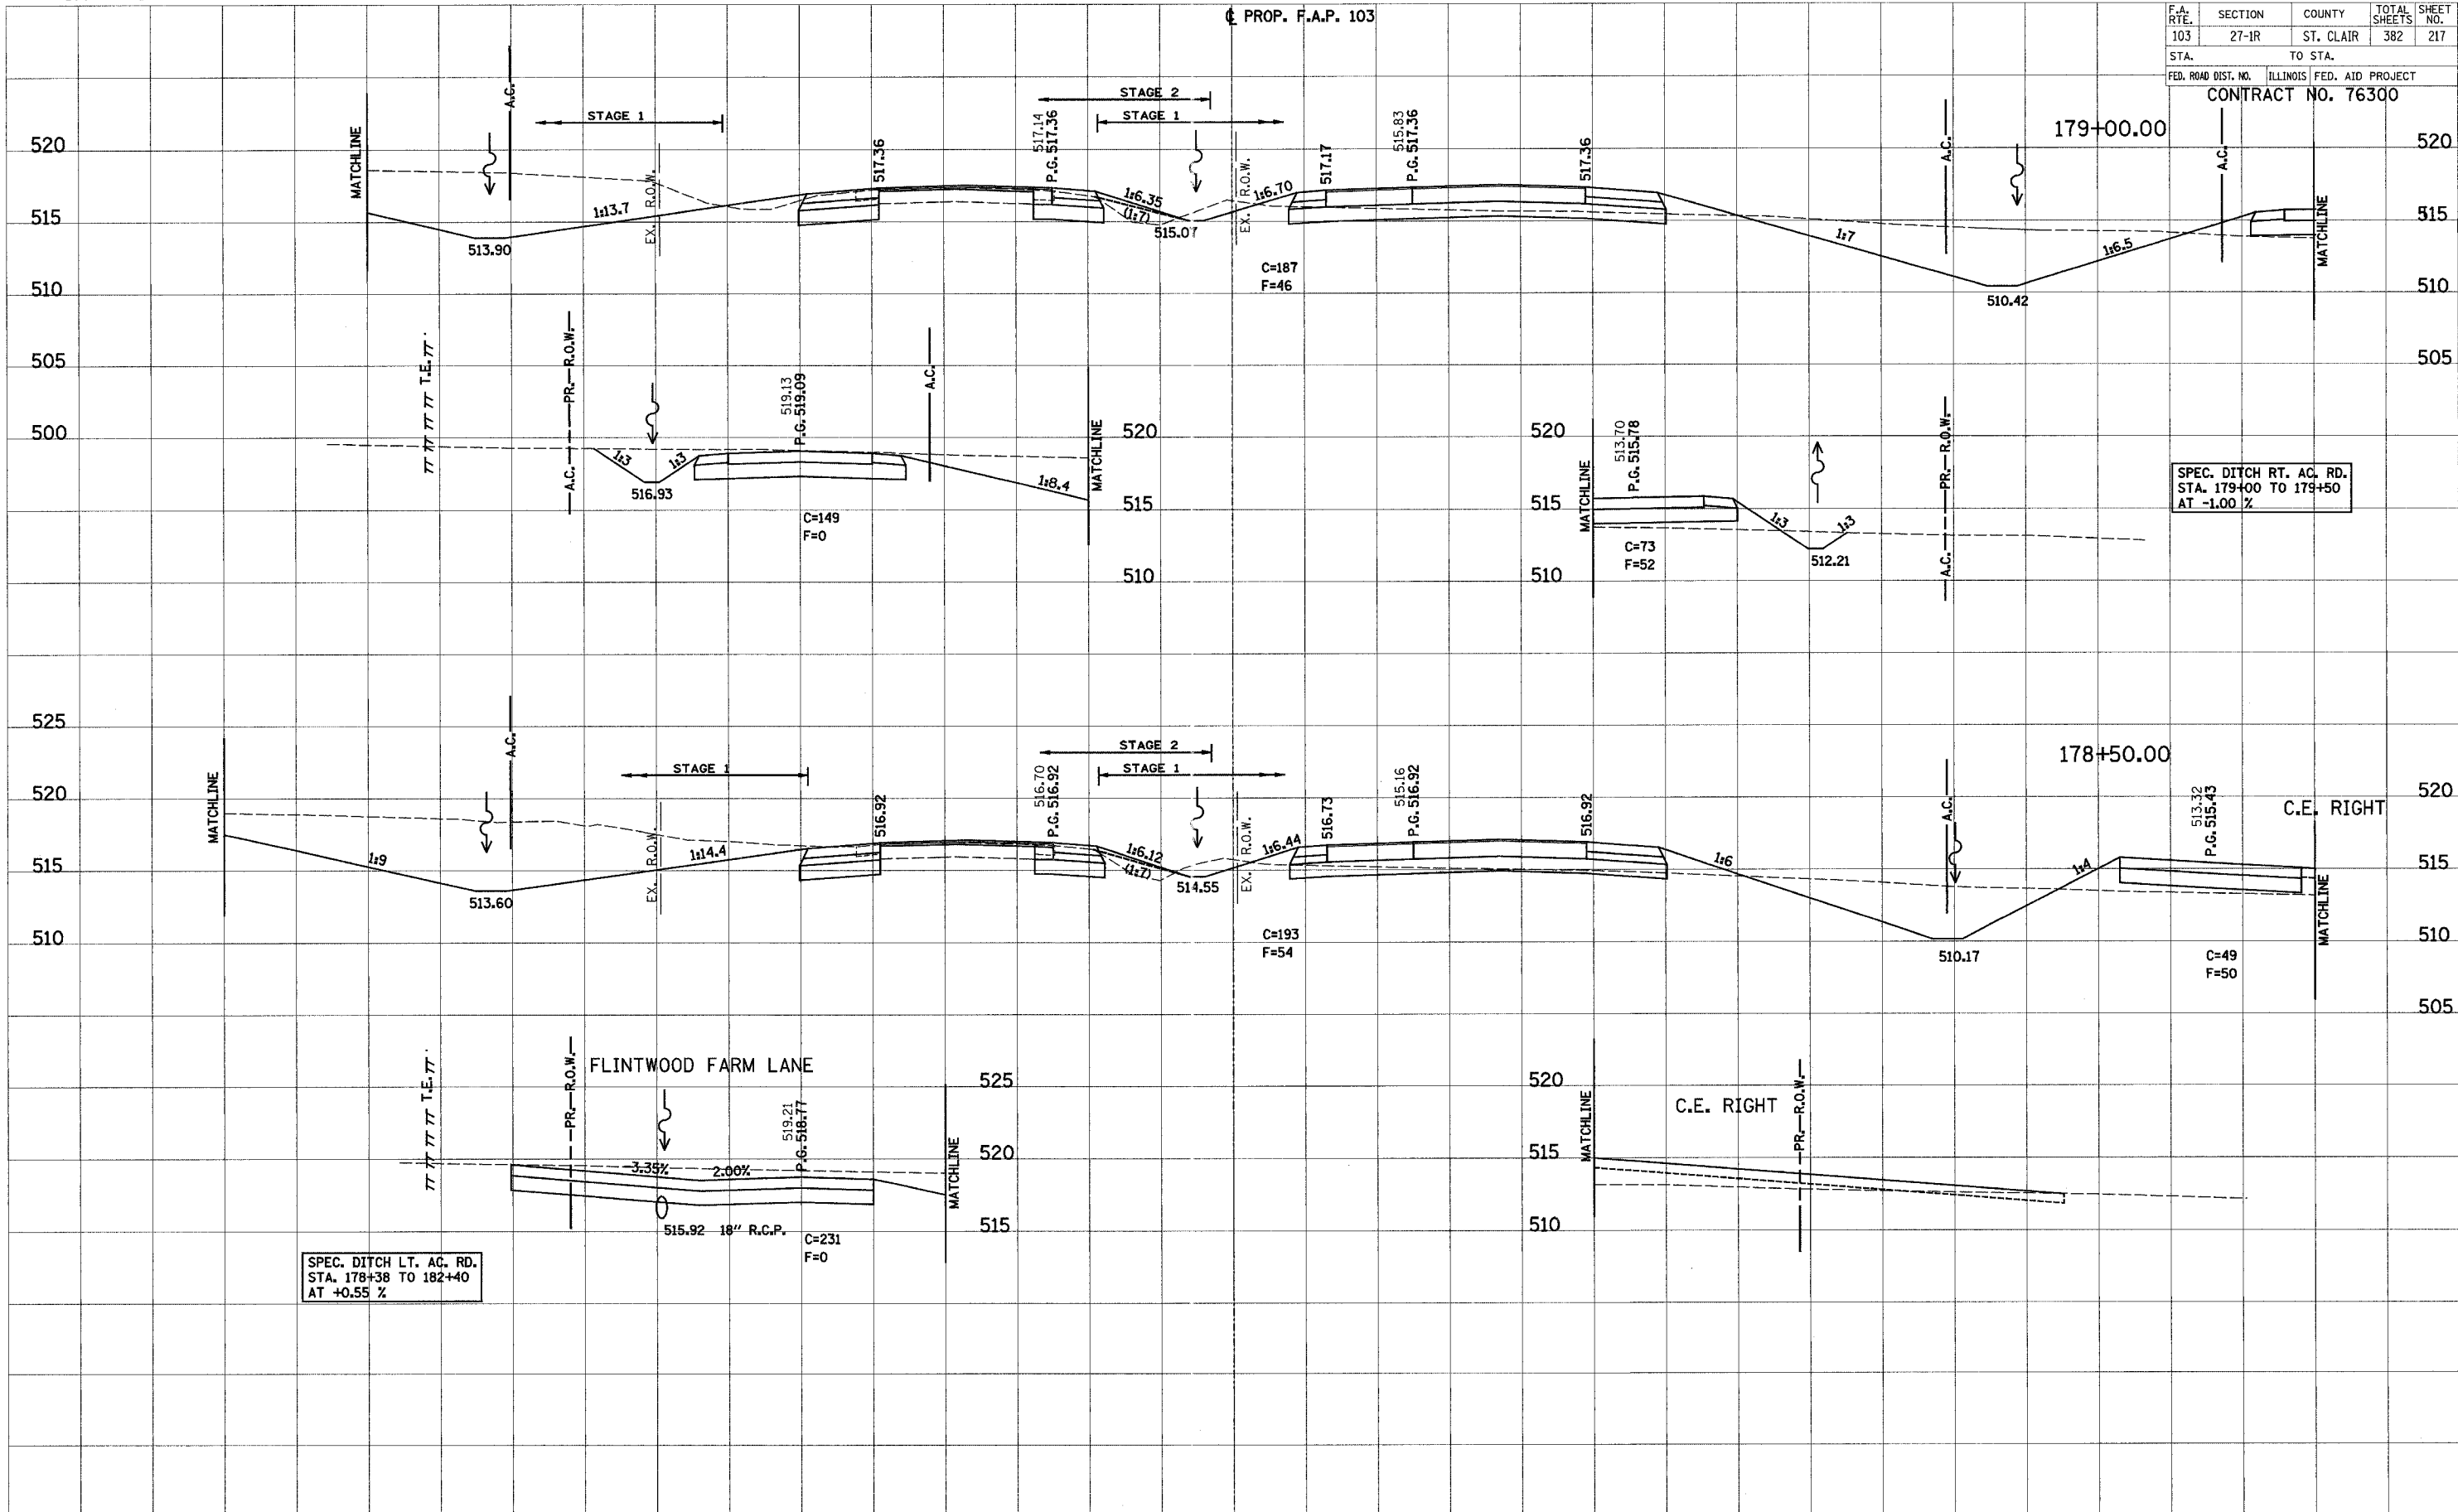 ℄ PROP. F.A.P. 103
F.A. RTE. SECTION COUNTY TOTAL SHEETS SHEET NO.
103 27-1R ST. CLAIR 382 217
STA. TO STA.
FED. ROAD DIST. NO. ILLINOIS FED. AID PROJECT
CONTRACT NO. 76300
179+00.00
A.C.
STAGE 1
STAGE 2
STAGE 1
MATCHLINE
EX. R.O.W.
517.36
517.14
P.G. 517.36
EX. R.O.W.
517.17
515.83
P.G. 517.36
517.36
A.C.
A.C.
MATCHLINE
520 520
515 515
510 510
505 505
500
1:13.7
1:6.35
(1:7)
1:6.70
1:7
1:6.5
513.90
515.07
510.42
C=187
F=46
T.E.
A.C. PR. R.O.W.
519.13
P.G. 519.09
A.C.
MATCHLINE
520
515
510
1:3
1:3
516.93
1:8.4
C=149
F=0
520
515
510
MATCHLINE
513.70
P.G. 515.78
1:3
1:3
512.21
C=73
F=52
A.C. PR. R.O.W.
SPEC. DITCH RT. AC. RD.
STA. 179+00 TO 179+50
AT -1.00 %
178+50.00
525
520 520
515 515
510 510
505
MATCHLINE
A.C.
STAGE 1
STAGE 2
STAGE 1
EX. R.O.W.
516.92
516.70
P.G. 516.92
EX. R.O.W.
516.73
515.16
P.G. 516.92
516.92
A.C.
513.32
P.G. 515.43
C.E. RIGHT
MATCHLINE
1:9
1:14.4
1:6.12
(1:7)
1:6.44
1:6
1:4
513.60
514.55
510.17
C=193
F=54
C=49
F=50
T.E.
PR. R.O.W.
FLINTWOOD FARM LANE
519.21
P.G. 518.77
525
520
515
MATCHLINE
-3.35%
2.00%
515.92 18" R.C.P.
C=231
F=0
520
515
510
MATCHLINE
C.E. RIGHT
PR. R.O.W.
SPEC. DITCH LT. AC. RD.
STA. 178+38 TO 182+40
AT +0.55 %